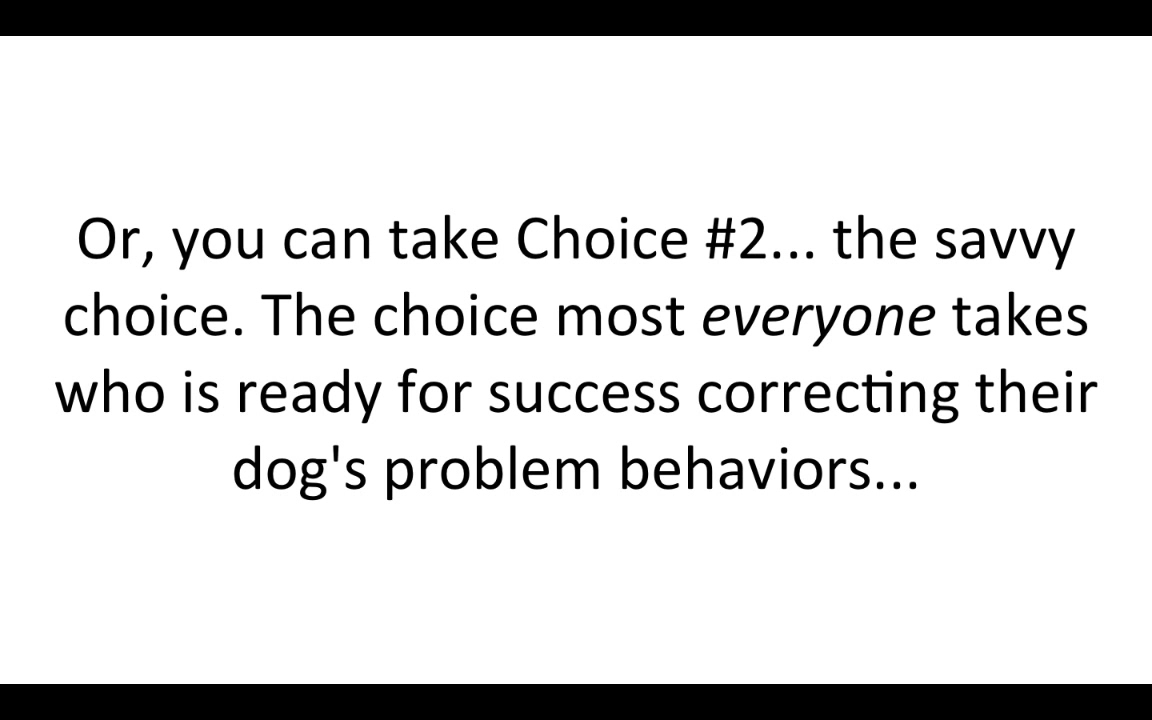 Or, you can take Choice #2... the savvy
choice. The choice most everyone takes
who is ready for success correcting their
dog's problem behaviors...